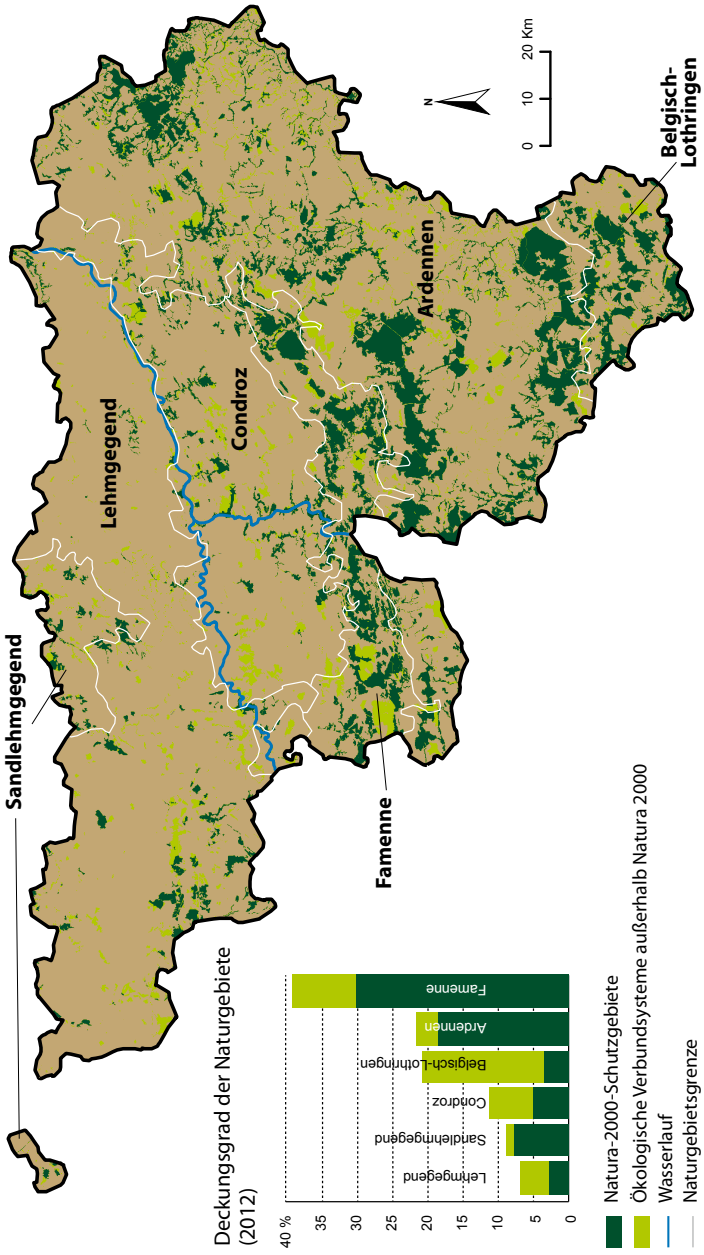 Sandlehmgegend
Lehmgegend
Condroz
Ardennen
Famenne
Belgisch-
Lothringen
N
0 10 20 Km
Deckungsgrad der Naturgebiete
(2012)
40 %
35
30
25
20
15
10
5
0
Lehmgegend
Sandlehmgegend
Condroz
Belgisch-Lothringen
Ardennen
Famenne
Natura-2000-Schutzgebiete
Ökologische Verbundsysteme außerhalb Natura 2000
Wasserlauf
Naturgebietsgrenze